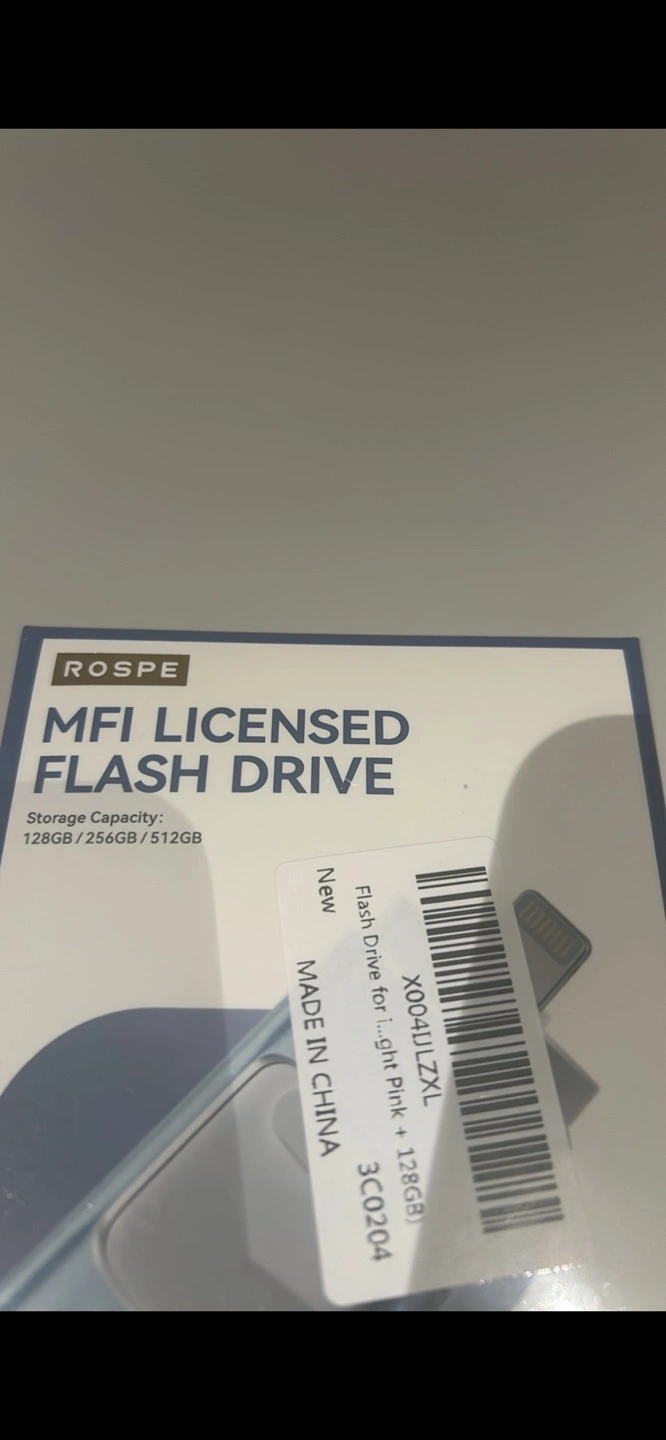 ROSPE
MFI LICENSED
FLASH DRIVE
Storage Capacity:
128GB / 256GB / 512GB
X004IJLZXL
Flash Drive for i...ght Pink + 128GB)
New
MADE IN CHINA
3C0204